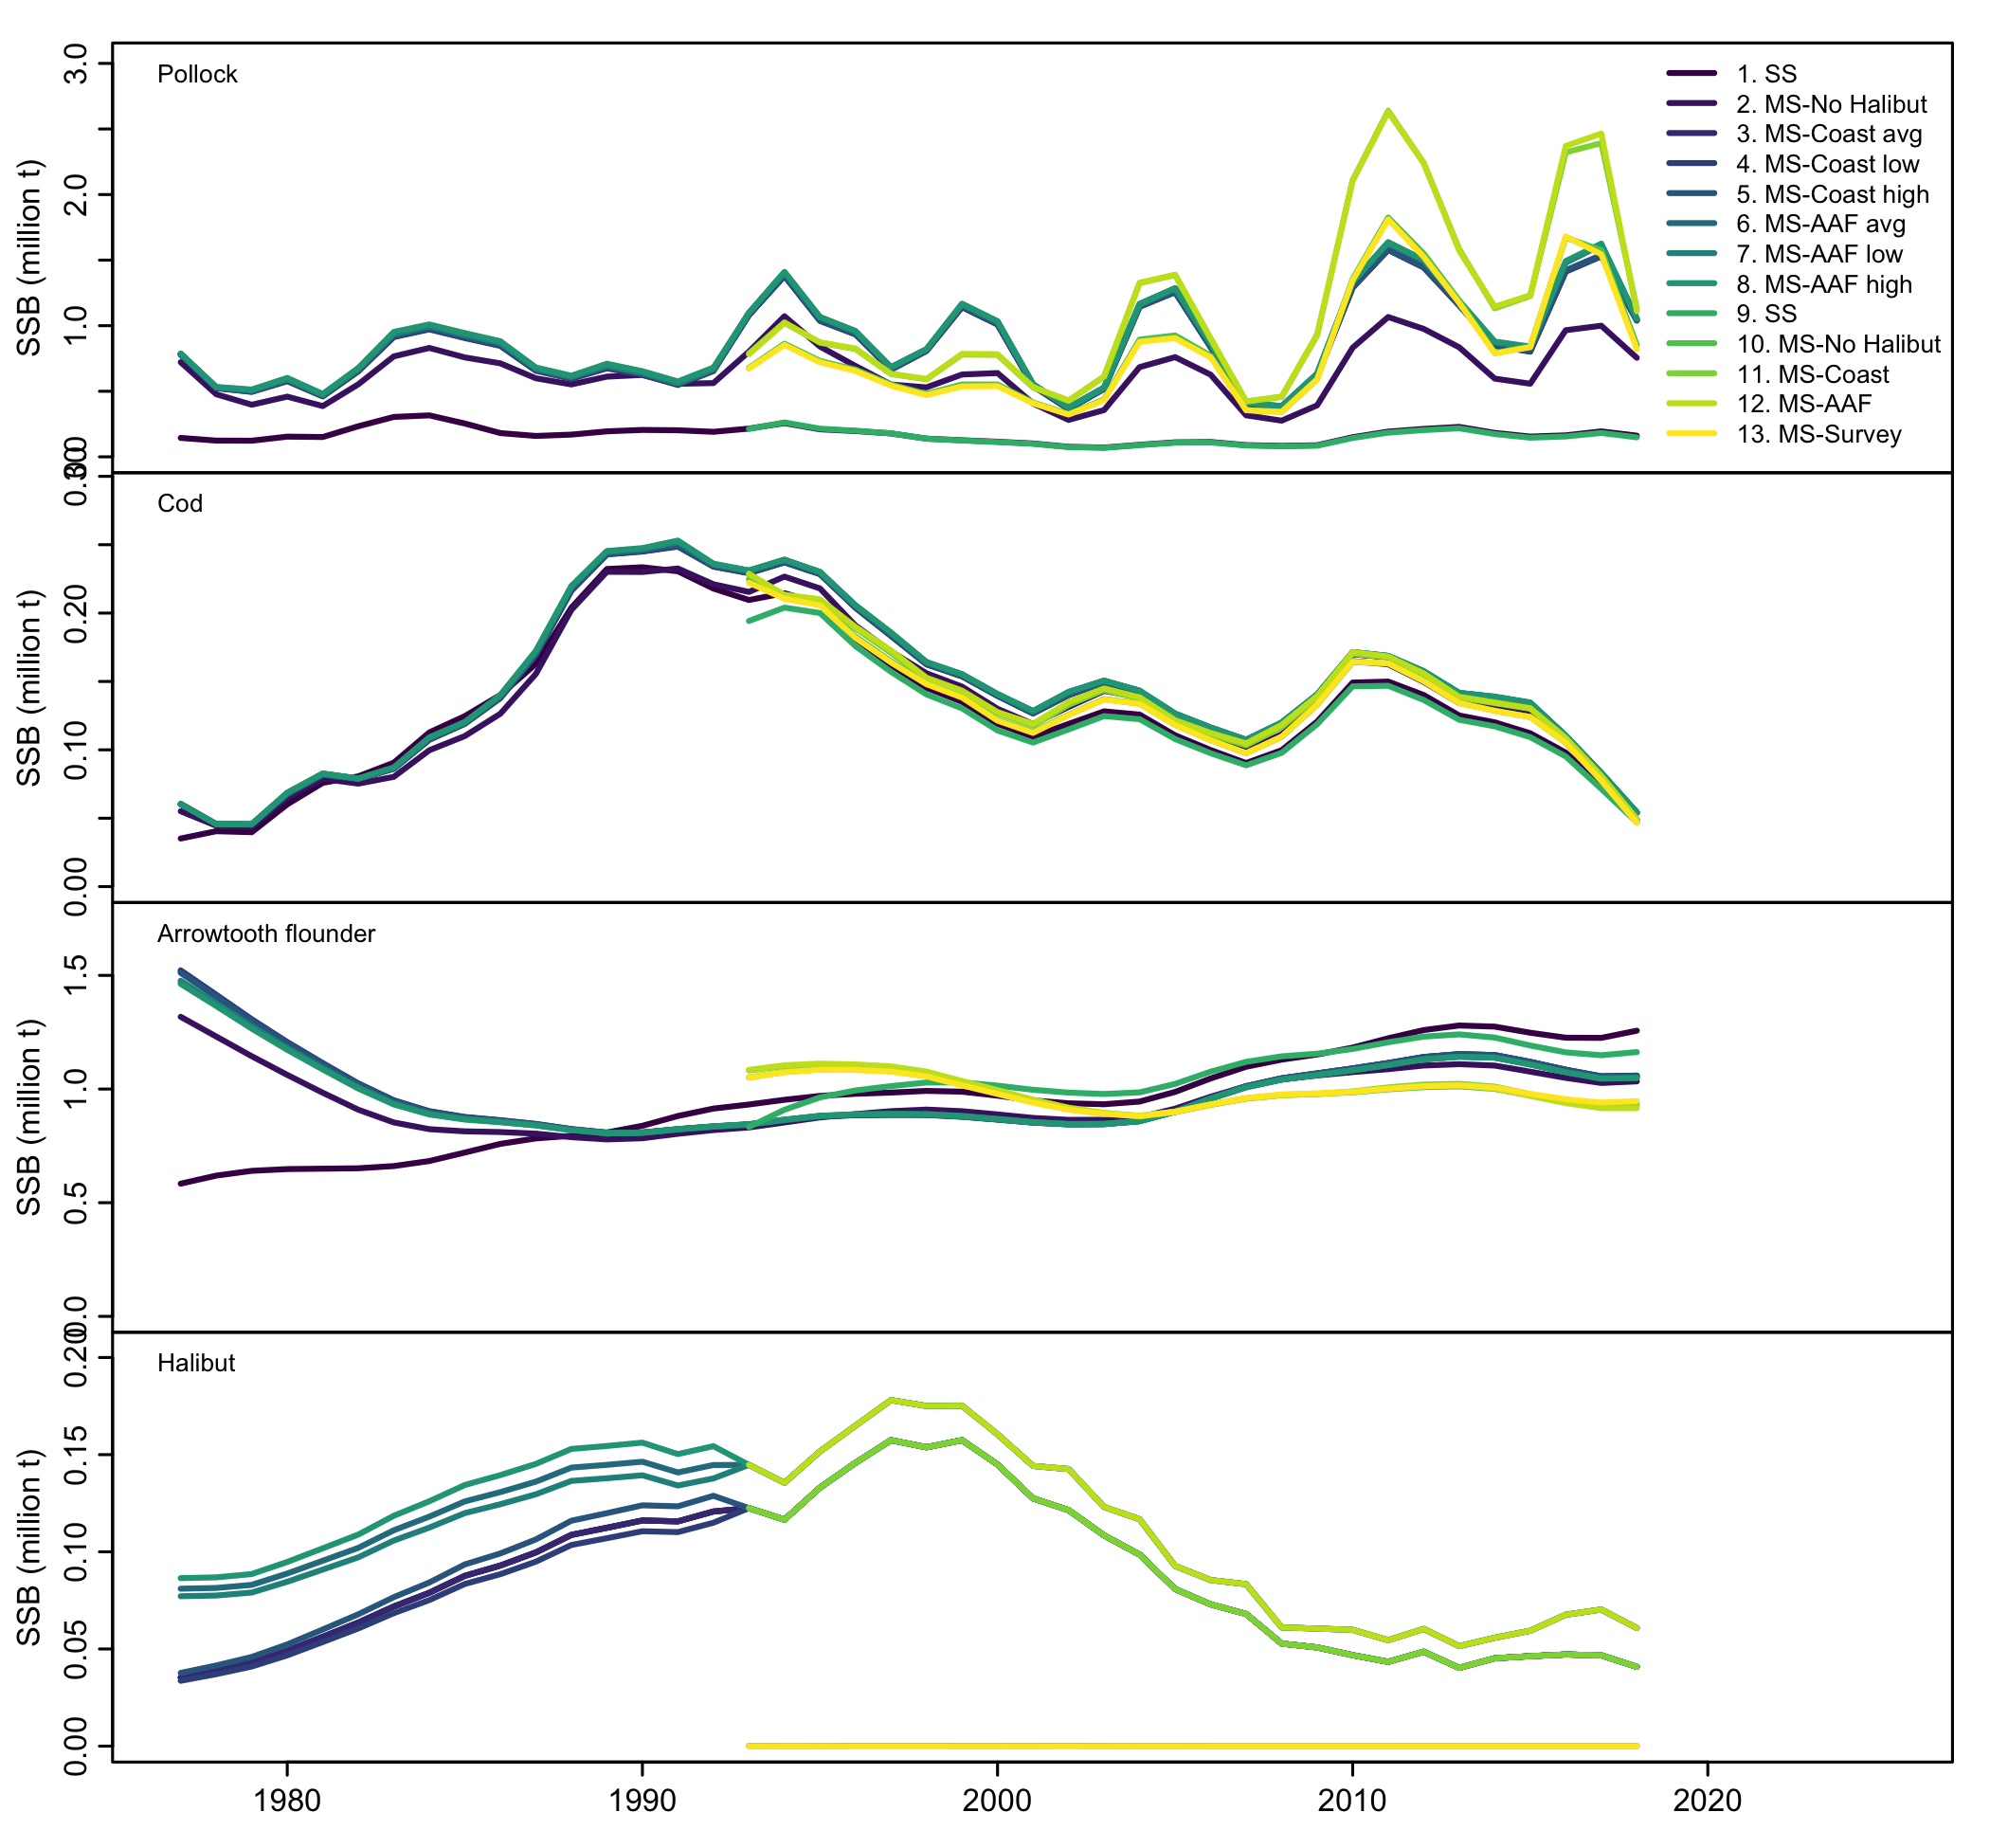 Pollock
SSB (million t)
3.0
2.0
1.0
0.0
1. SS
2. MS-No Halibut
3. MS-Coast avg
4. MS-Coast low
5. MS-Coast high
6. MS-AAF avg
7. MS-AAF low
8. MS-AAF high
9. SS
10. MS-No Halibut
11. MS-Coast
12. MS-AAF
13. MS-Survey
Cod
SSB (million t)
0.30
0.20
0.10
0.00
Arrowtooth flounder
SSB (million t)
1.5
1.0
0.5
0.0
Halibut
SSB (million t)
0.20
0.15
0.10
0.05
0.00
1980
1990
2000
2010
2020